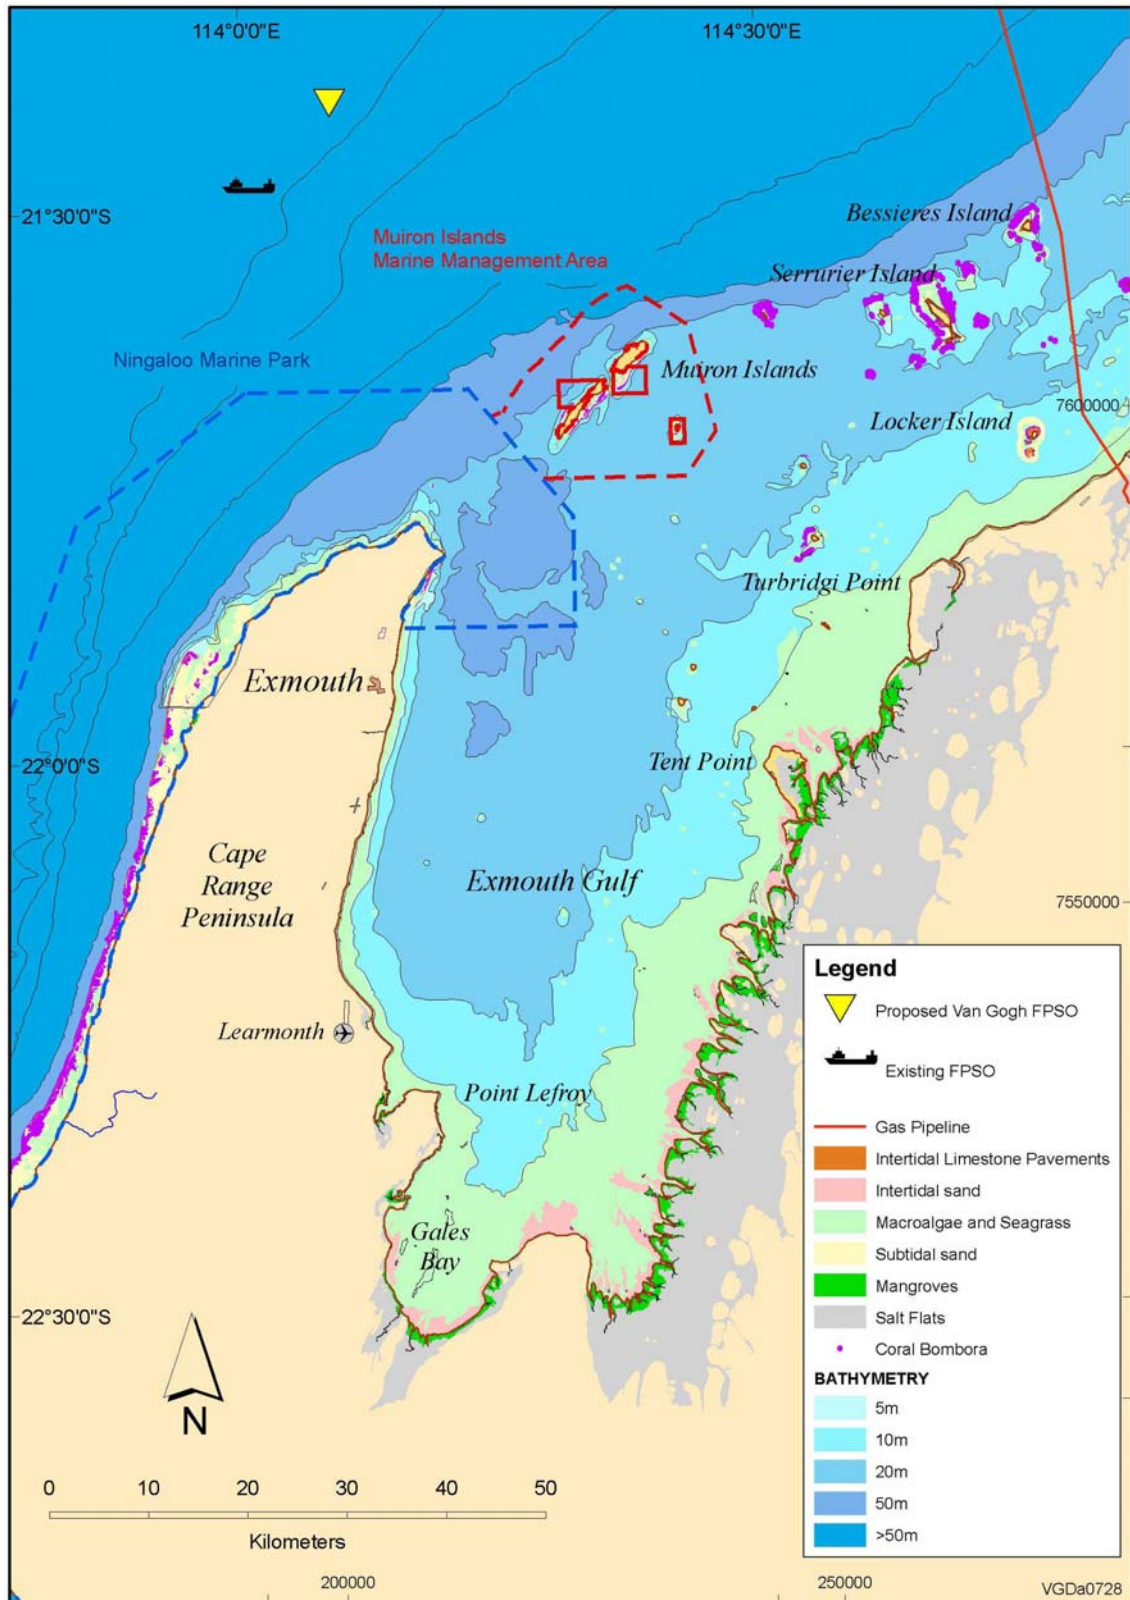 114°0'0"E
114°30'0"E
21°30'0"S
Bessieres Island
Muiron Islands
Marine Management Area
Serrurier Island
Ningaloo Marine Park
Muiron Islands
7600000
Locker Island
Turbridgi Point
Exmouth
22°0'0"S
Tent Point
Cape
Range
Peninsula
Exmouth Gulf
7550000
Learmonth
Point Lefroy
Gales
Bay
22°30'0"S
N
0 10 20 30 40 50
Kilometers
200000
250000
Legend
Proposed Van Gogh FPSO
Existing FPSO
Gas Pipeline
Intertidal Limestone Pavements
Intertidal sand
Macroalgae and Seagrass
Subtidal sand
Mangroves
Salt Flats
Coral Bombora
BATHYMETRY
5m
10m
20m
50m
>50m
VGDa0728